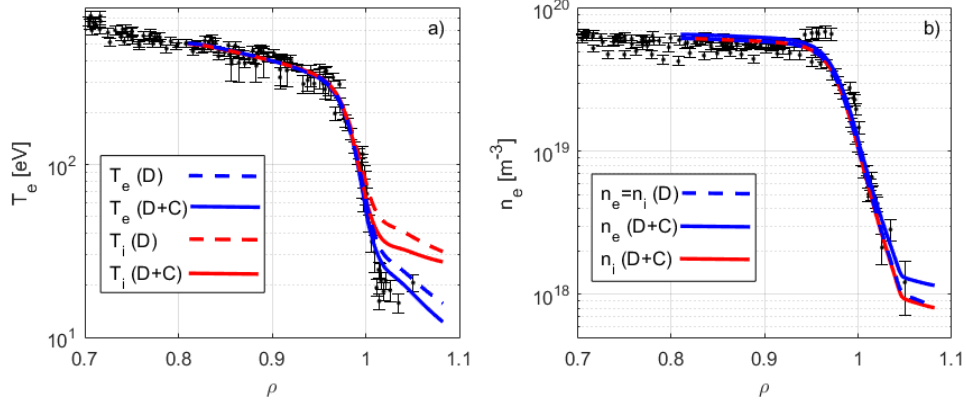 a)
T_e [eV]
10^2
10^1
T_e (D)
T_e (D+C)
T_i (D)
T_i (D+C)
0.7 0.8 0.9 1 1.1
ρ
b)
n_e [m^-3]
10^20
10^19
10^18
n_e=n_i (D)
n_e (D+C)
n_i (D+C)
0.7 0.8 0.9 1 1.1
ρ